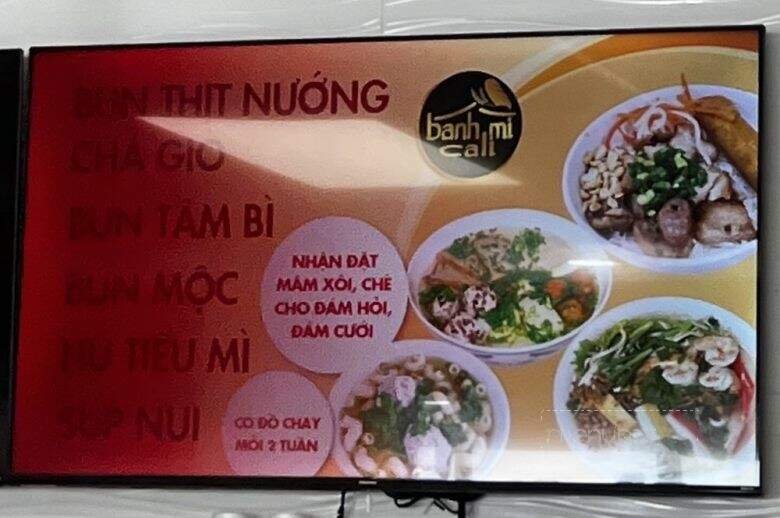 BÚN THỊT NƯỚNG
CHẢ GIÒ
BÚN TÂM BÌ
BÚN MỘC
HỦ TIẾU MÌ
SÚP NUI
NHẬN ĐẶT
MÂM XÔI, CHÈ
CHO ĐÁM HỎI,
ĐÁM CƯỚI
CÓ ĐỒ CHAY
MỖI 2 TUẦN
banh mi
cali